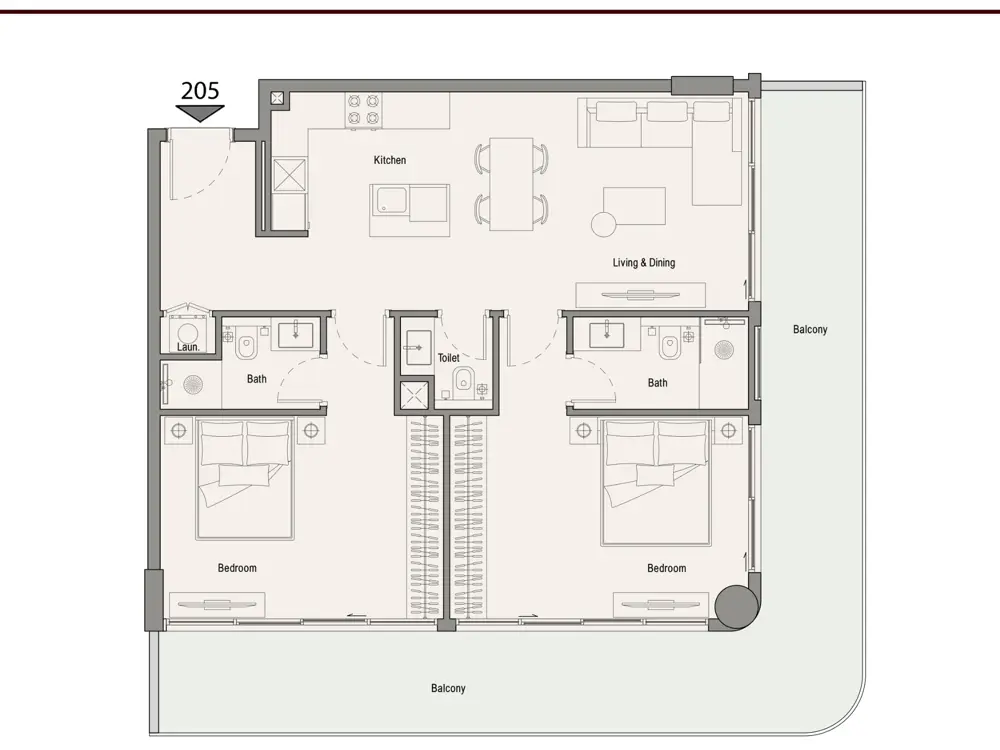 205
Kitchen
Living & Dining
Balcony
Laun.
Bath
Toilet
Bath
Bedroom
Bedroom
Balcony